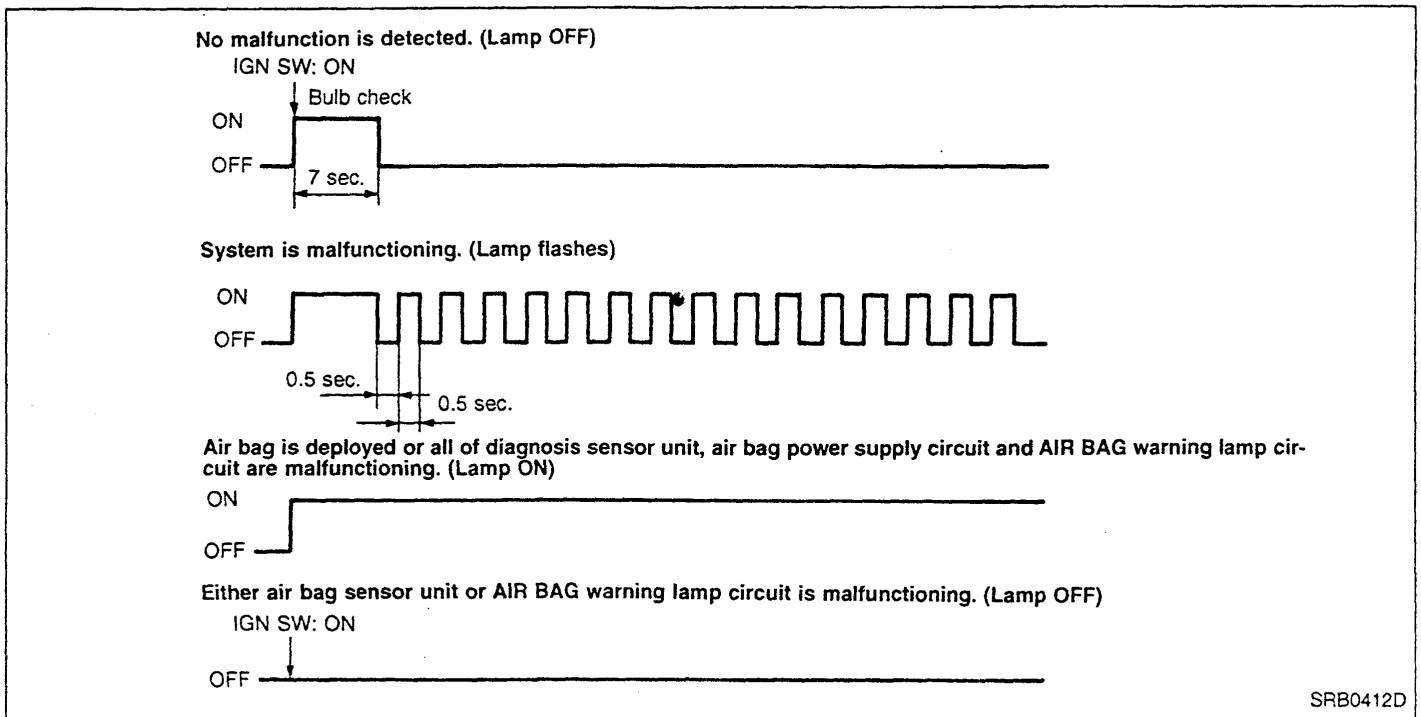 No malfunction is detected. (Lamp OFF)
IGN SW: ON
Bulb check
ON
OFF
7 sec.
System is malfunctioning. (Lamp flashes)
ON
OFF
0.5 sec.
0.5 sec.
Air bag is deployed or all of diagnosis sensor unit, air bag power supply circuit and AIR BAG warning lamp cir-
cuit are malfunctioning. (Lamp ON)
ON
OFF
Either air bag sensor unit or AIR BAG warning lamp circuit is malfunctioning. (Lamp OFF)
IGN SW: ON
OFF
SRB0412D